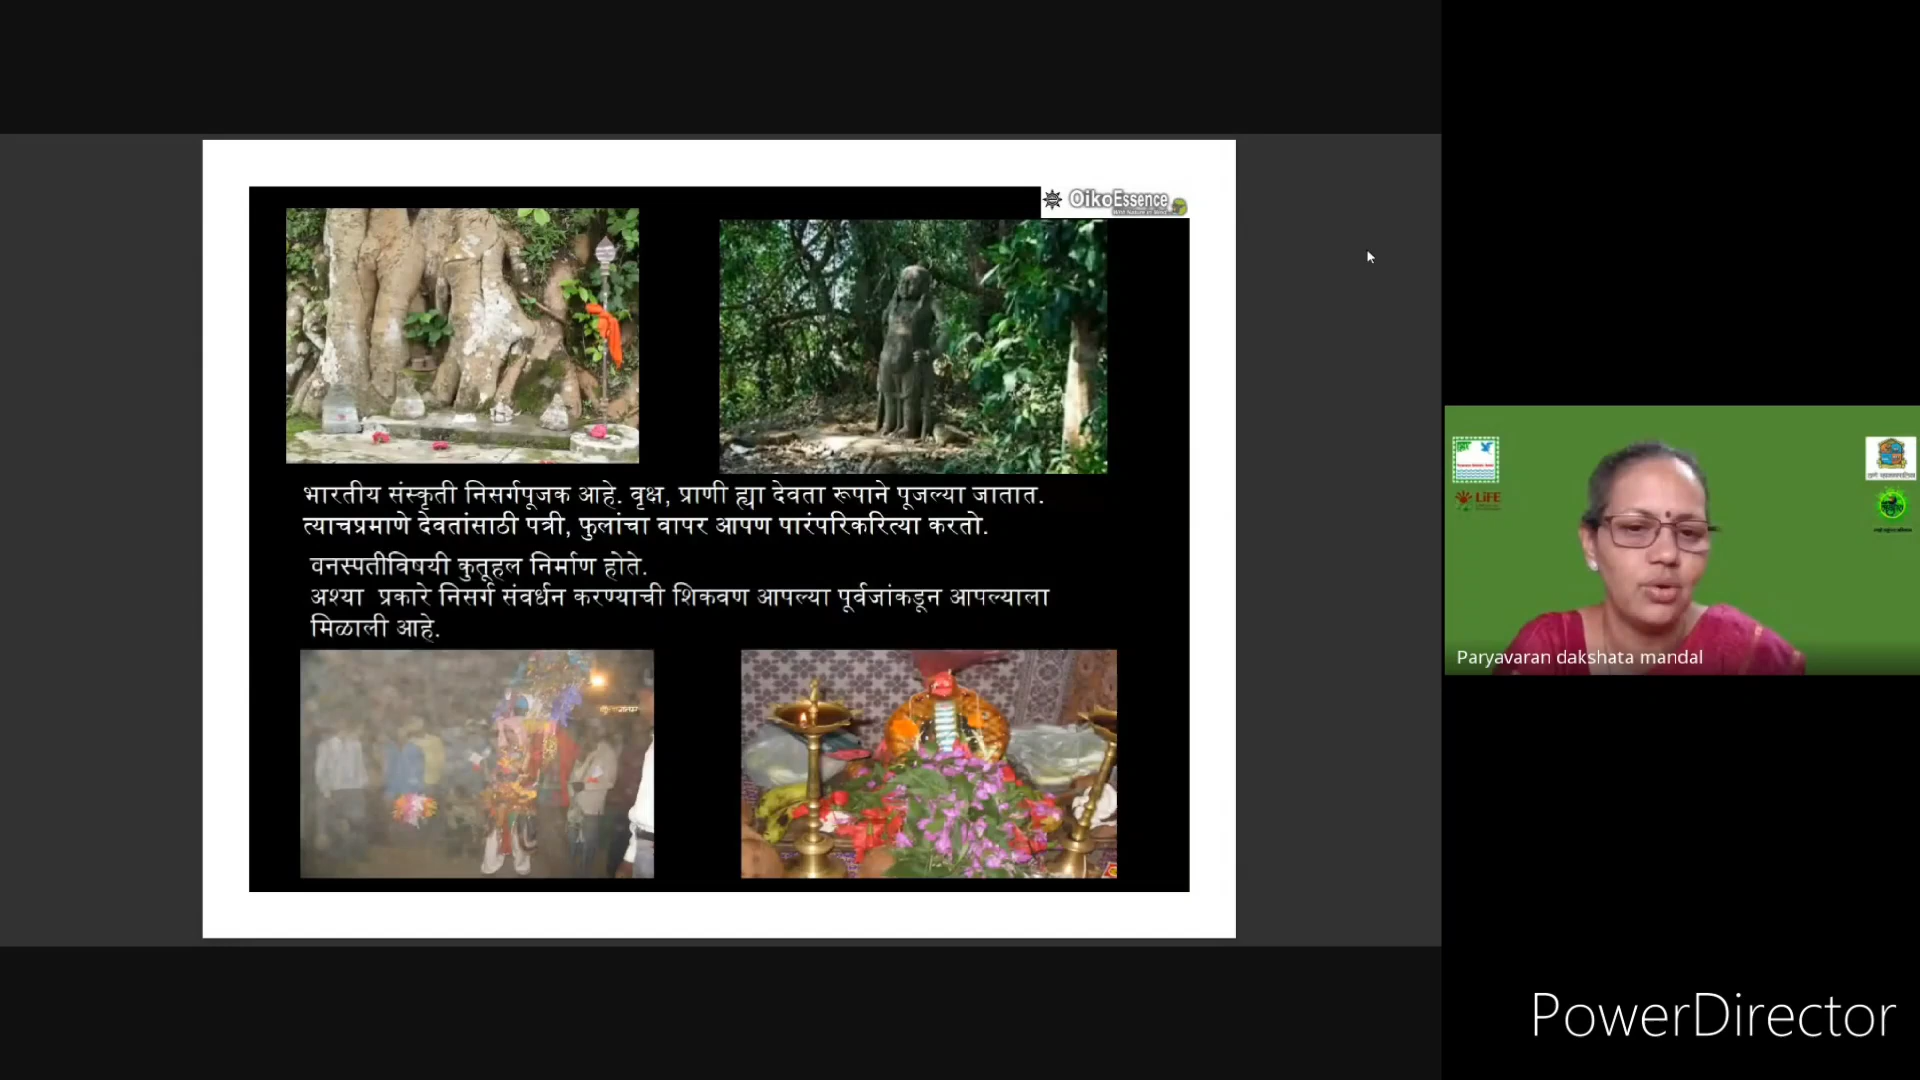 OikoEssence
भारतीय संस्कृती निसर्गपूजक आहे. वृक्ष, प्राणी ह्या देवता रूपाने पूजल्या जातात.
त्याचप्रमाणे देवतांसाठी पत्री, फुलांचा वापर आपण पारंपरिकरित्या करतो.
वनस्पतीविषयी कुतूहल निर्माण होते.
अश्या प्रकारे निसर्ग संवर्धन करण्याची शिकवण आपल्या पूर्वजांकडून आपल्याला
मिळाली आहे.
LiFE
Paryavaran dakshata mandal
PowerDirector